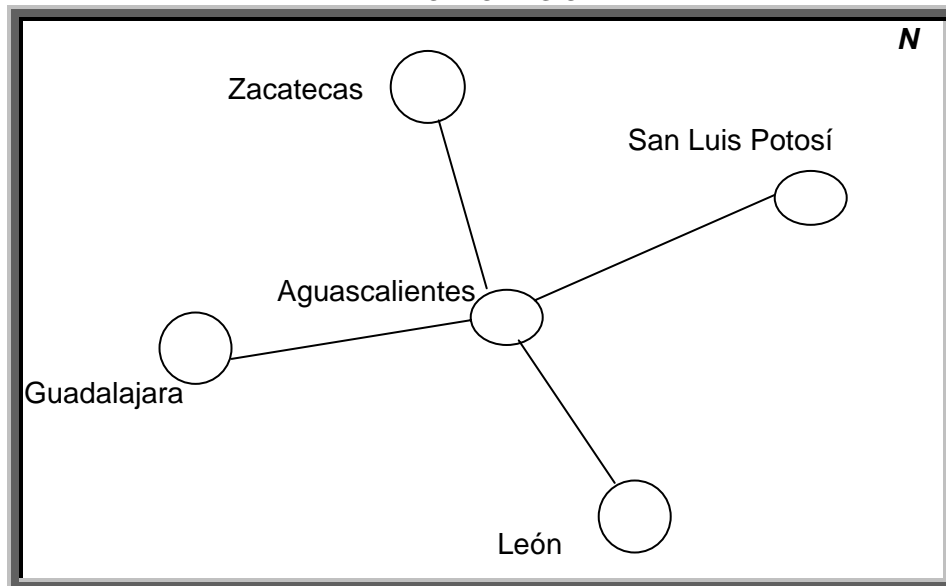 N
Zacatecas
San Luis Potosí
Aguascalientes
Guadalajara
León